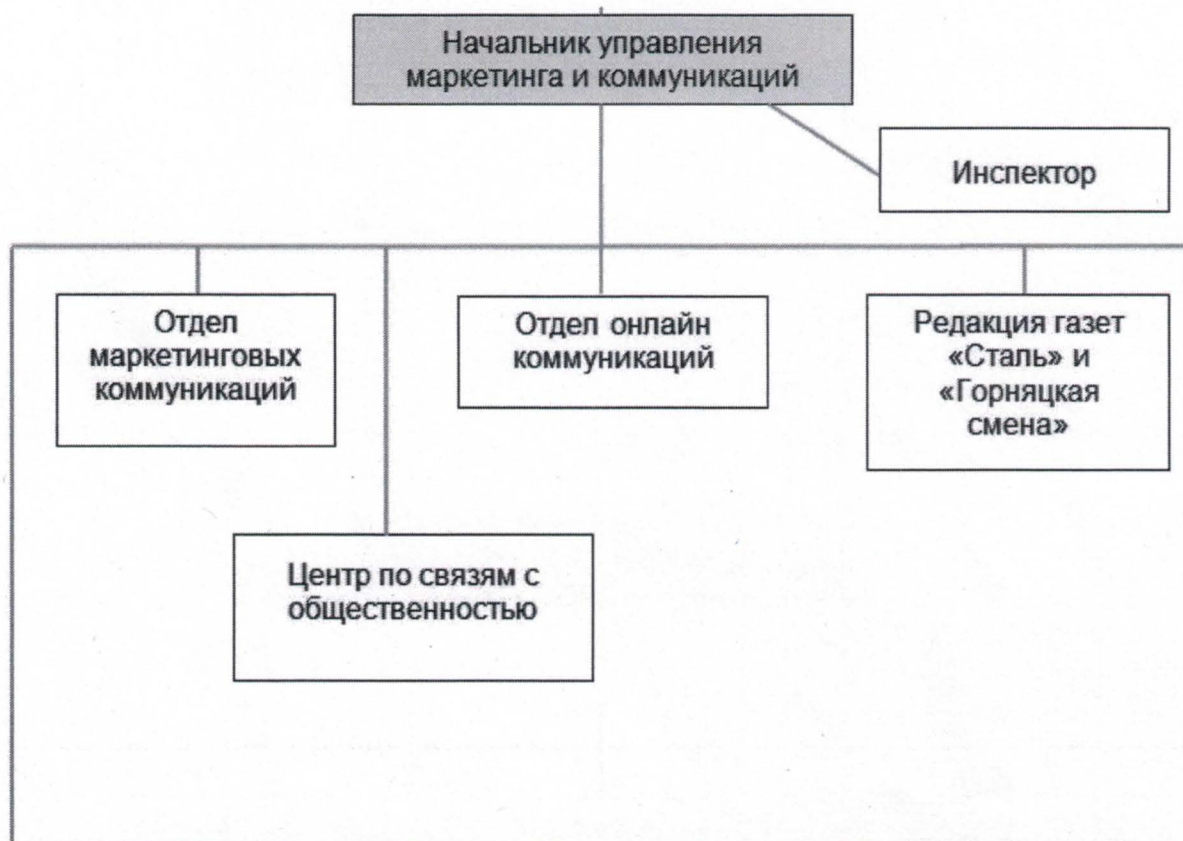 Начальник управления
маркетинга и коммуникаций
Инспектор
Отдел
маркетинговых
коммуникаций
Отдел онлайн
коммуникаций
Редакция газет
«Сталь» и
«Горняцкая
смена»
Центр по связям с
общественностью